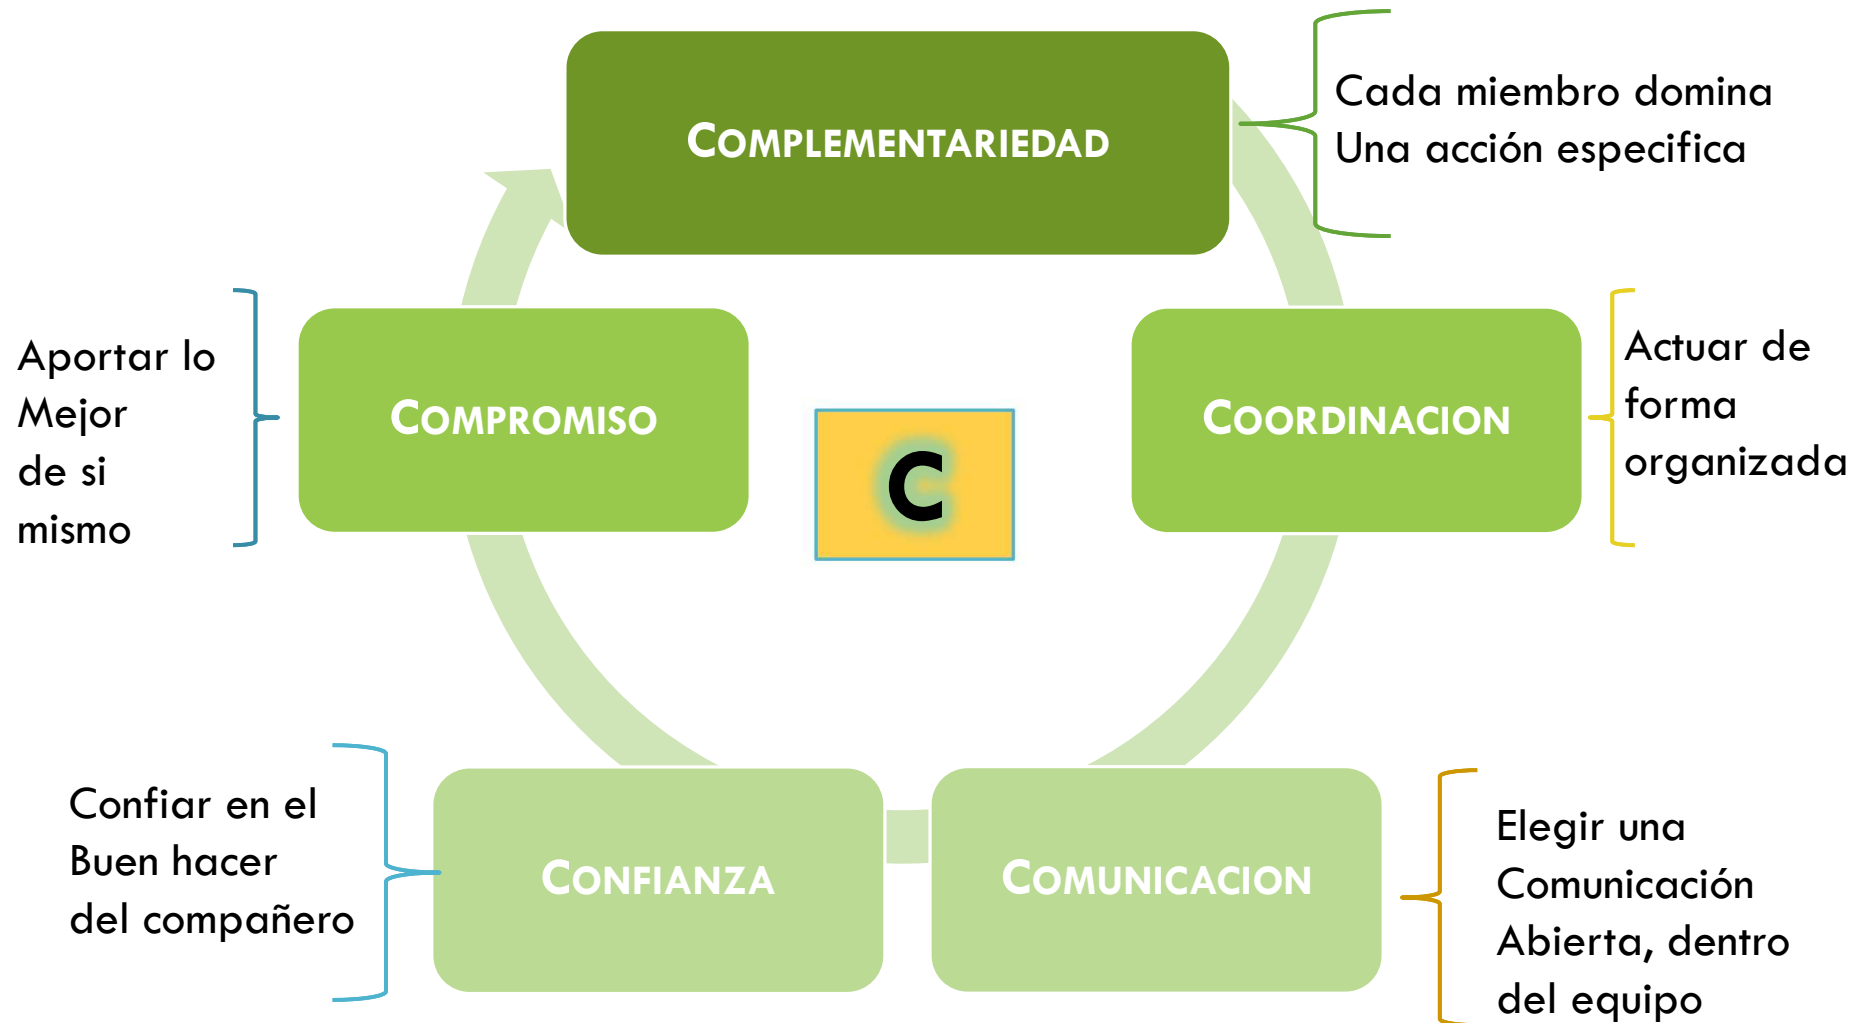 COMPLEMENTARIEDAD
Cada miembro domina
Una acción especifica
COORDINACION
Actuar de
forma
organizada
COMUNICACION
Elegir una
Comunicación
Abierta, dentro
del equipo
CONFIANZA
Confiar en el
Buen hacer
del compañero
COMPROMISO
Aportar lo
Mejor
de si
mismo
C